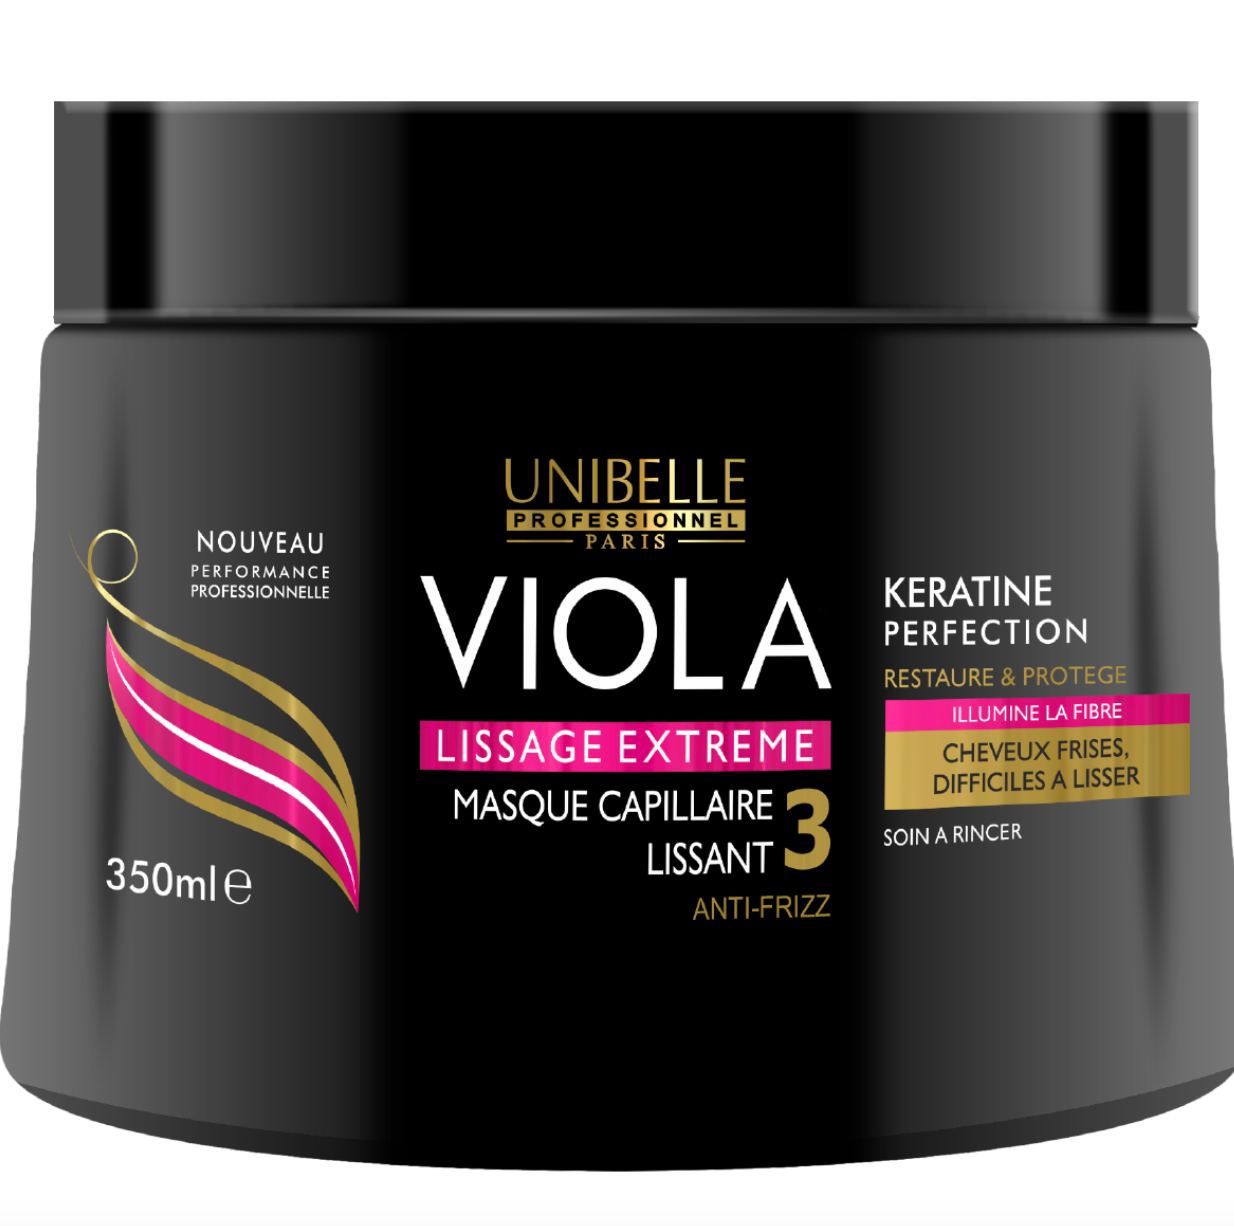 NOUVEAU
PERFORMANCE
PROFESSIONNELLE
350ml℮
UNIBELLE
PROFESSIONNEL
PARIS
VIOLA
LISSAGE EXTREME
MASQUE CAPILLAIRE
LISSANT 3
ANTI-FRIZZ
KERATINE
PERFECTION
RESTAURE & PROTEGE
ILLUMINE LA FIBRE
CHEVEUX FRISES,
DIFFICILES A LISSER
SOIN A RINCER